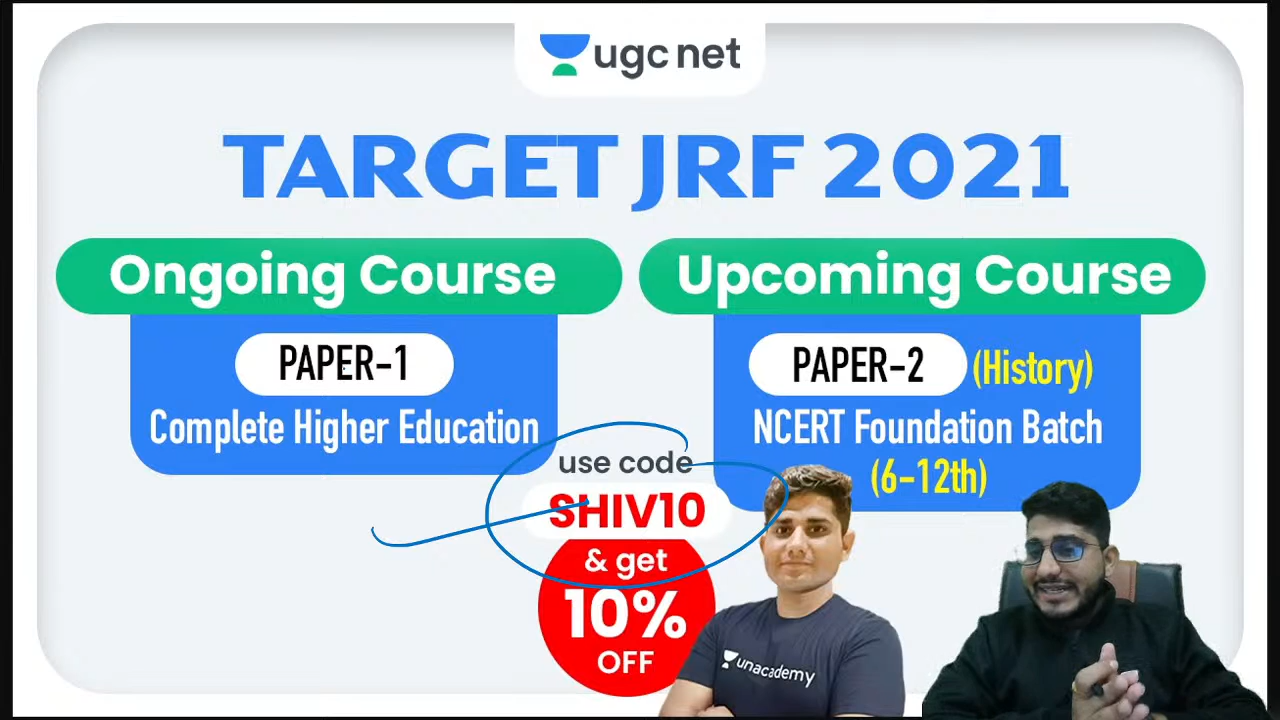 ugc net
TARGET JRF 2021
Ongoing Course
PAPER-1
Complete Higher Education
Upcoming Course
PAPER-2 (History)
NCERT Foundation Batch
(6-12th)
use code
SHIV10
& get
10%
OFF
unacademy